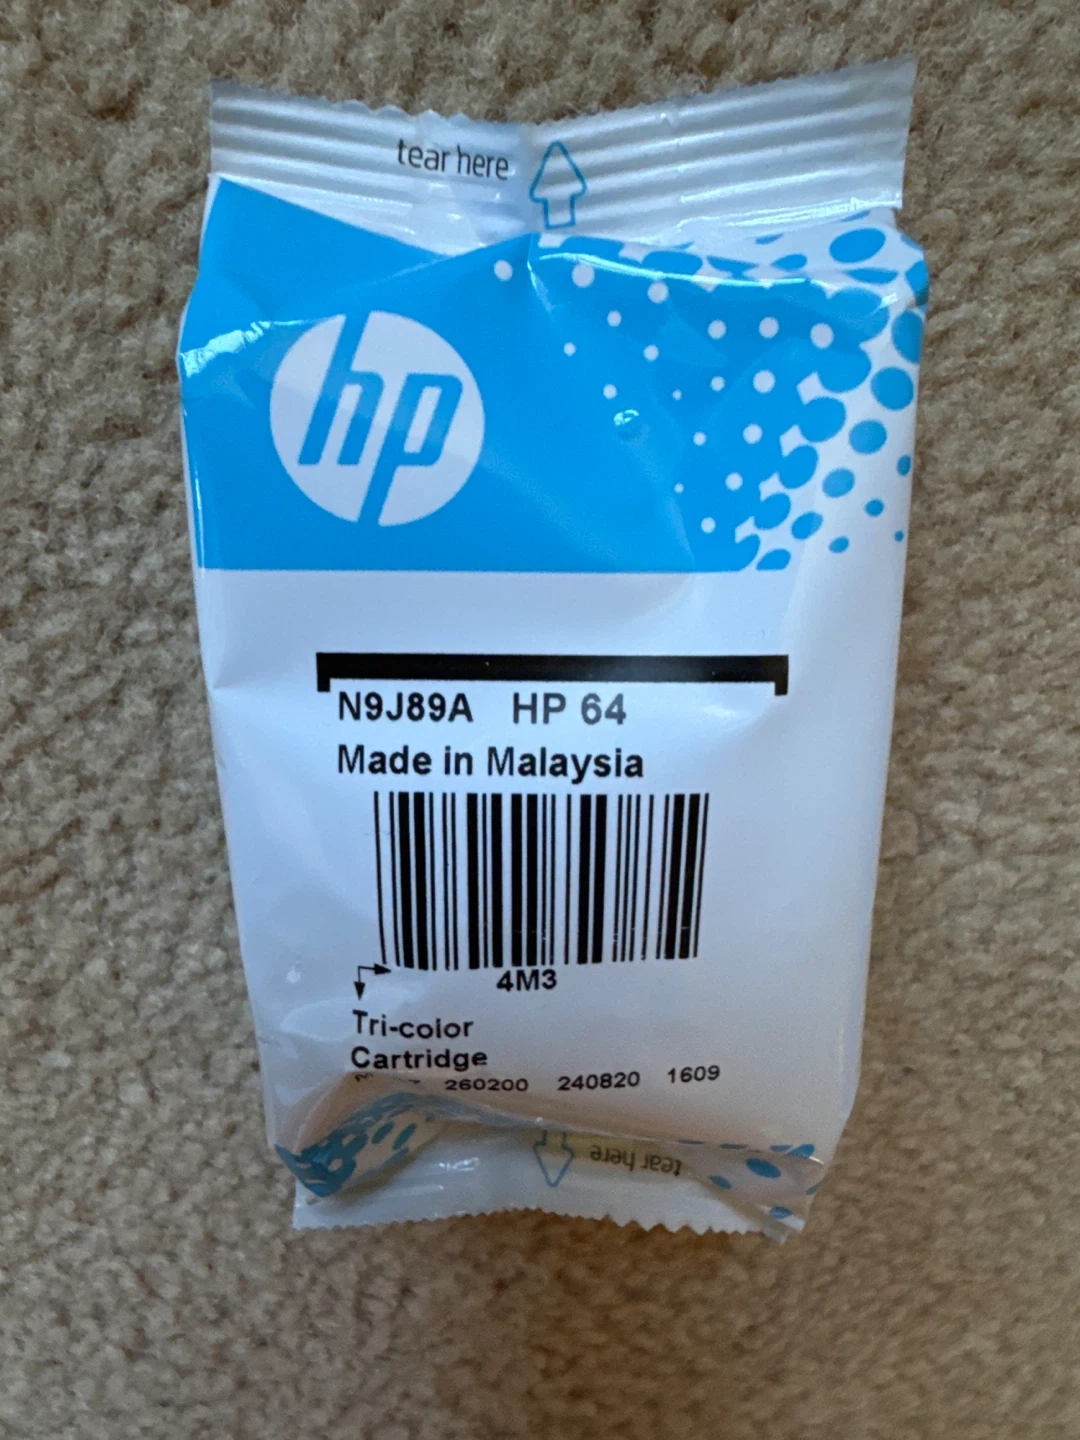 tear here
hp
N9J89A HP 64
Made in Malaysia
4M3
Tri-color
Cartridge
260200 240820 1609
tear here